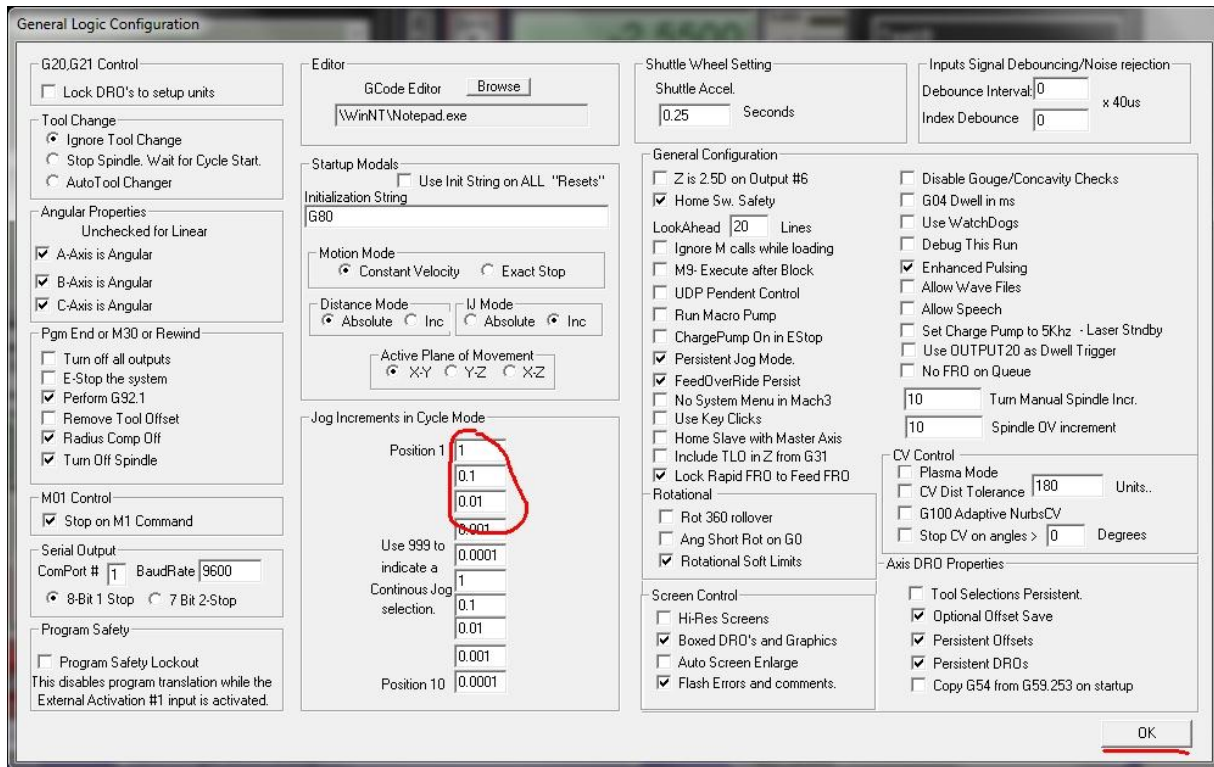 General Logic Configuration
G20,G21 Control
Lock DRO's to setup units
Tool Change
Ignore Tool Change
Stop Spindle. Wait for Cycle Start.
AutoTool Changer
Angular Properties
Unchecked for Linear
A-Axis is Angular
B-Axis is Angular
C-Axis is Angular
Pgm End or M30 or Rewind
Turn off all outputs
E-Stop the system
Perform G92.1
Remove Tool Offset
Radius Comp Off
Turn Off Spindle
M01 Control
Stop on M1 Command
Serial Output
ComPort # 1 BaudRate 9600
8-Bit 1 Stop 7 Bit 2-Stop
Program Safety
Program Safety Lockout
This disables program translation while the
External Activation #1 input is activated.
Editor
GCode Editor Browse
\WinNT\Notepad.exe
Startup Modals
Use Init String on ALL "Resets"
Initialization String
G80
Motion Mode
Constant Velocity Exact Stop
Distance Mode
Absolute Inc
IJ Mode
Absolute Inc
Active Plane of Movement
X-Y Y-Z X-Z
Jog Increments in Cycle Mode
Position 1 1
0.1
0.01
0.001
Use 999 to
indicate a
Continous Jog
selection.
0.0001
1
0.1
0.01
0.001
Position 10 0.0001
Shuttle Wheel Setting
Shuttle Accel.
0.25 Seconds
Inputs Signal Debouncing/Noise rejection
Debounce Interval: 0
x 40us
Index Debounce 0
General Configuration
Z is 2.5D on Output #6
Home Sw. Safety
LookAhead 20 Lines
Ignore M calls while loading
M9- Execute after Block
UDP Pendent Control
Run Macro Pump
ChargePump On in EStop
Persistent Jog Mode.
FeedOverRide Persist
No System Menu in Mach3
Use Key Clicks
Home Slave with Master Axis
Include TLO in Z from G31
Lock Rapid FRO to Feed FRO
Disable Gouge/Concavity Checks
G04 Dwell in ms
Use WatchDogs
Debug This Run
Enhanced Pulsing
Allow Wave Files
Allow Speech
Set Charge Pump to 5Khz - Laser Stndby
Use OUTPUT20 as Dwell Trigger
No FRO on Queue
10 Turn Manual Spindle Incr.
10 Spindle OV increment
Rotational
Rot 360 rollover
Ang Short Rot on G0
Rotational Soft Limits
Screen Control
Hi-Res Screens
Boxed DRO's and Graphics
Auto Screen Enlarge
Flash Errors and comments.
CV Control
Plasma Mode
CV Dist Tolerance 180 Units..
G100 Adaptive NurbsCV
Stop CV on angles > 0 Degrees
Axis DRO Properties
Tool Selections Persistent.
Optional Offset Save
Persistent Offsets
Persistent DROs
Copy G54 from G59.253 on startup
OK